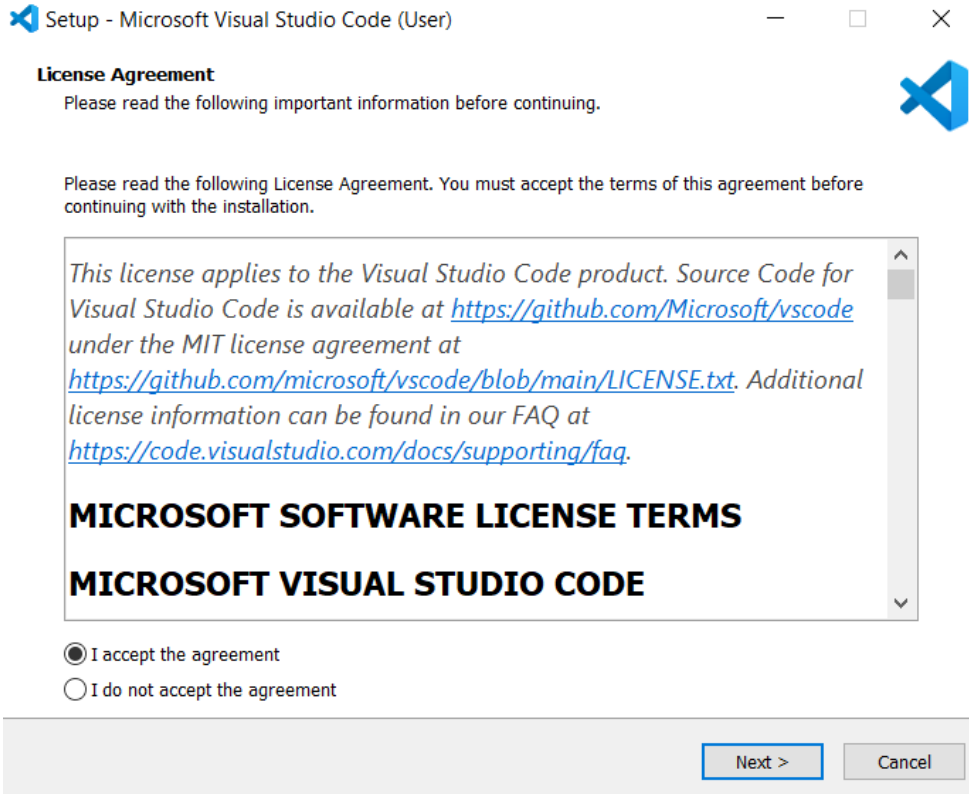 Setup - Microsoft Visual Studio Code (User)
License Agreement
Please read the following important information before continuing.
Please read the following License Agreement. You must accept the terms of this agreement before
continuing with the installation.
This license applies to the Visual Studio Code product. Source Code for
Visual Studio Code is available at https://github.com/Microsoft/vscode
under the MIT license agreement at
https://github.com/microsoft/vscode/blob/main/LICENSE.txt. Additional
license information can be found in our FAQ at
https://code.visualstudio.com/docs/supporting/faq.
MICROSOFT SOFTWARE LICENSE TERMS
MICROSOFT VISUAL STUDIO CODE
I accept the agreement
I do not accept the agreement
Next >
Cancel